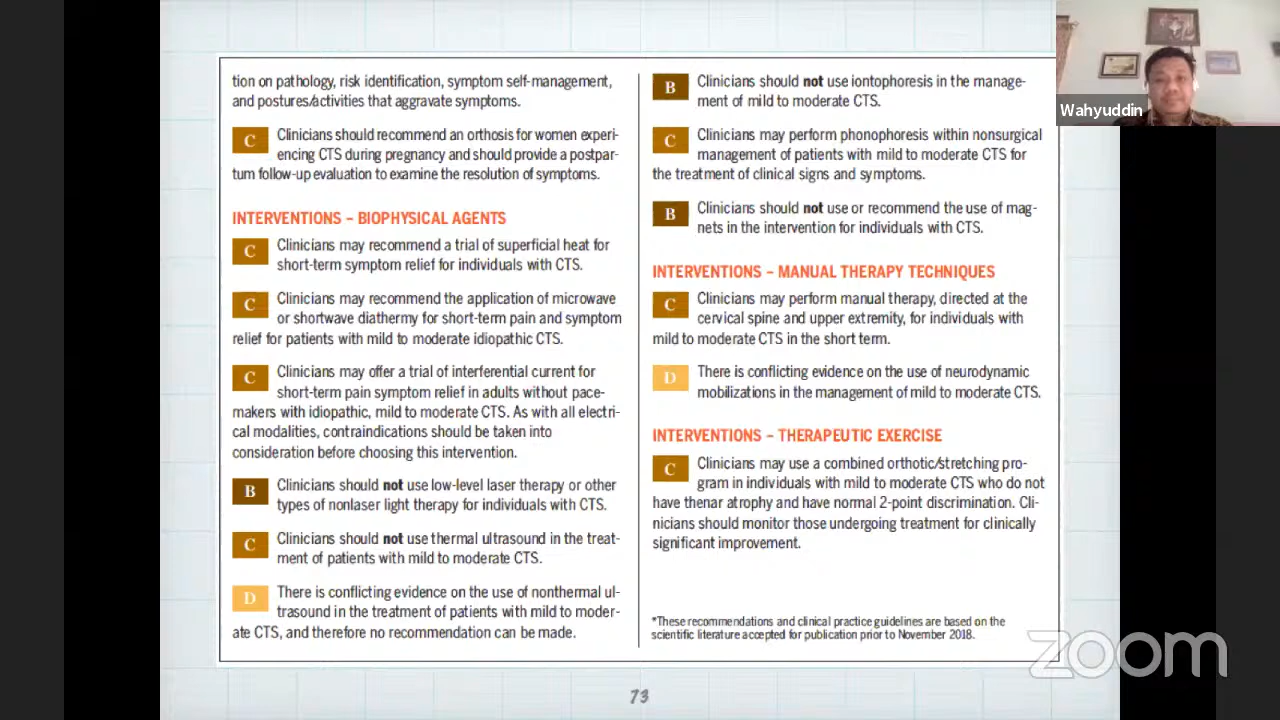 tion on pathology, risk identification, symptom self-management,
and postures/activities that aggravate symptoms.
C Clinicians should recommend an orthosis for women experi-
encing CTS during pregnancy and should provide a postpar-
tum follow-up evaluation to examine the resolution of symptoms.
INTERVENTIONS – BIOPHYSICAL AGENTS
C Clinicians may recommend a trial of superficial heat for
short-term symptom relief for individuals with CTS.
C Clinicians may recommend the application of microwave
or shortwave diathermy for short-term pain and symptom
relief for patients with mild to moderate idiopathic CTS.
C Clinicians may offer a trial of interferential current for
short-term pain symptom relief in adults without pace-
makers with idiopathic, mild to moderate CTS. As with all electri-
cal modalities, contraindications should be taken into
consideration before choosing this intervention.
B Clinicians should not use low-level laser therapy or other
types of nonlaser light therapy for individuals with CTS.
C Clinicians should not use thermal ultrasound in the treat-
ment of patients with mild to moderate CTS.
D There is conflicting evidence on the use of nonthermal ul-
trasound in the treatment of patients with mild to moder-
ate CTS, and therefore no recommendation can be made.
B Clinicians should not use iontophoresis in the manage-
ment of mild to moderate CTS.
C Clinicians may perform phonophoresis within nonsurgical
management of patients with mild to moderate CTS for
the treatment of clinical signs and symptoms.
B Clinicians should not use or recommend the use of mag-
nets in the intervention for individuals with CTS.
INTERVENTIONS – MANUAL THERAPY TECHNIQUES
C Clinicians may perform manual therapy, directed at the
cervical spine and upper extremity, for individuals with
mild to moderate CTS in the short term.
D There is conflicting evidence on the use of neurodynamic
mobilizations in the management of mild to moderate CTS.
INTERVENTIONS – THERAPEUTIC EXERCISE
C Clinicians may use a combined orthotic/stretching pro-
gram in individuals with mild to moderate CTS who do not
have thenar atrophy and have normal 2-point discrimination. Cli-
nicians should monitor those undergoing treatment for clinically
significant improvement.
*These recommendations and clinical practice guidelines are based on the
scientific literature accepted for publication prior to November 2018.
73
Wahyuddin
zoom